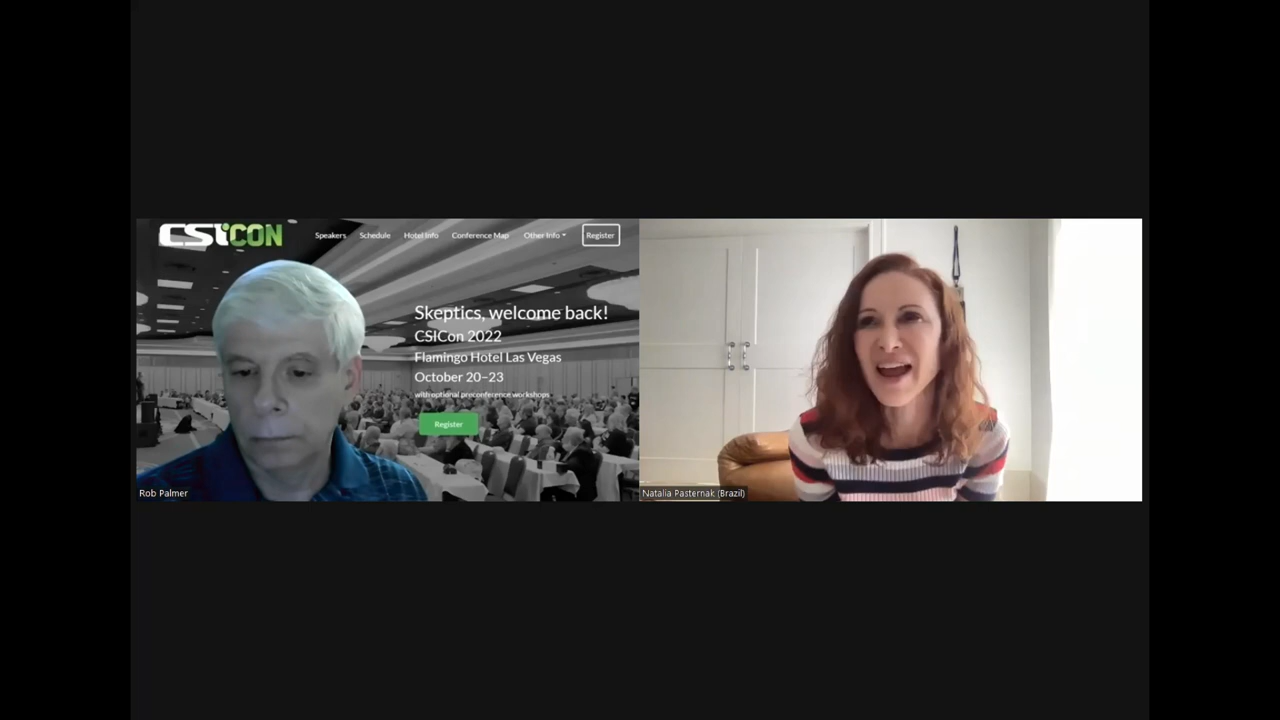 CSICON
Speakers Schedule Hotel Info Conference Map Other Info Register
Skeptics, welcome back!
CSICon 2022
Flamingo Hotel Las Vegas
October 20–23
with optional preconference workshops
Register
Rob Palmer
Natalia Pasternak (Brazil)